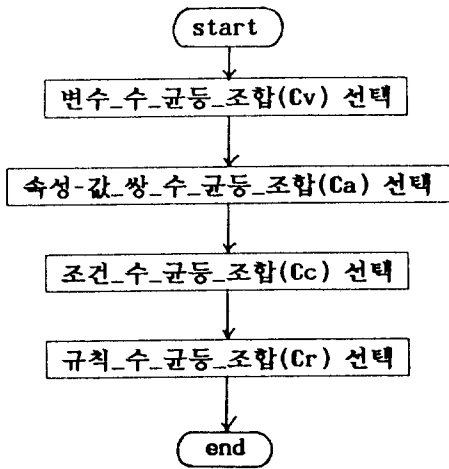 start
변수_수_균등_조합(Cv) 선택
속성-값_쌍_수_균등_조합(Ca) 선택
조건_수_균등_조합(Cc) 선택
규칙_수_균등_조합(Cr) 선택
end